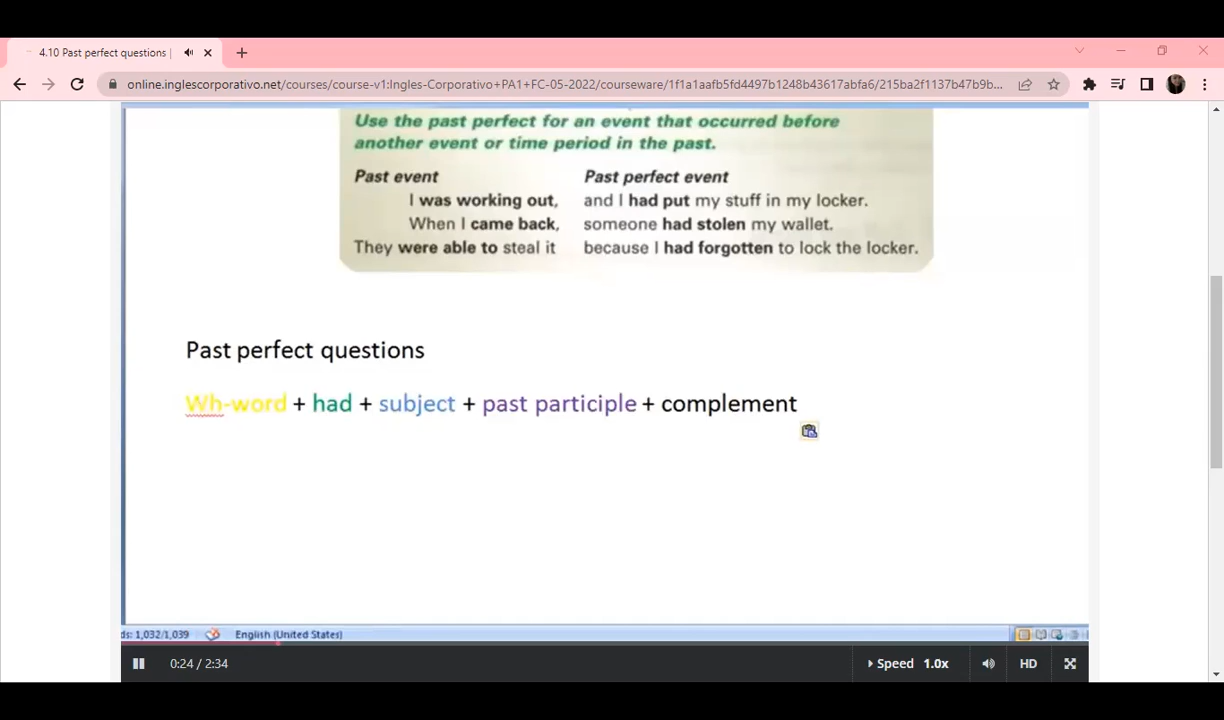 4.10 Past perfect questions |
online.inglescorporativo.net/courses/course-v1:Ingles-Corporativo+PA1+FC-05-2022/courseware/1f1a1aafb5fd4497b1248b43617abfa6/215ba2f1137b47b9b...
Use the past perfect for an event that occurred before
another event or time period in the past.
Past event Past perfect event
I was working out, and I had put my stuff in my locker.
When I came back, someone had stolen my wallet.
They were able to steal it because I had forgotten to lock the locker.
Past perfect questions
Wh-word + had + subject + past participle + complement
ds: 1,032/1,039 English (United States)
0:24 / 2:34 Speed 1.0x HD